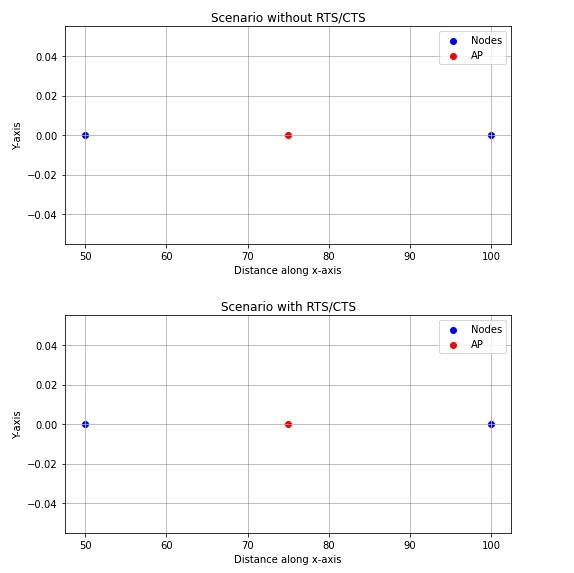 Scenario without RTS/CTS
Nodes
AP
0.04
0.02
0.00
−0.02
−0.04
Y-axis
50 60 70 80 90 100
Distance along x-axis
Scenario with RTS/CTS
Nodes
AP
0.04
0.02
0.00
−0.02
−0.04
Y-axis
50 60 70 80 90 100
Distance along x-axis